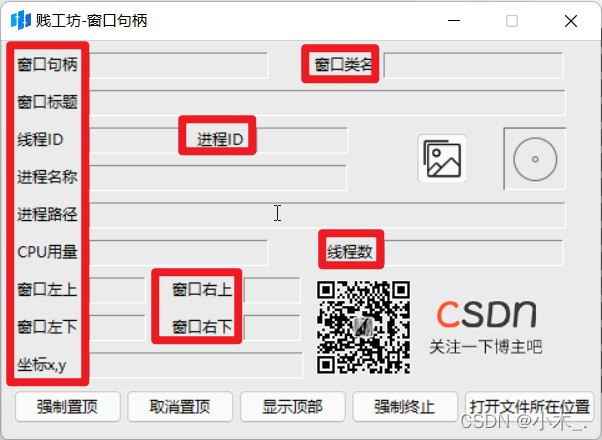 贱工坊-窗口句柄
窗口句柄 窗口类名
窗口标题
线程ID 进程ID
进程名称
进程路径
CPU用量 线程数
窗口左上 窗口右上
窗口左下 窗口右下
坐标x,y
CSDN
关注一下博主吧
强制置顶 取消置顶 显示顶部 强制终止 打开文件所在位置
CSDN @小木_.